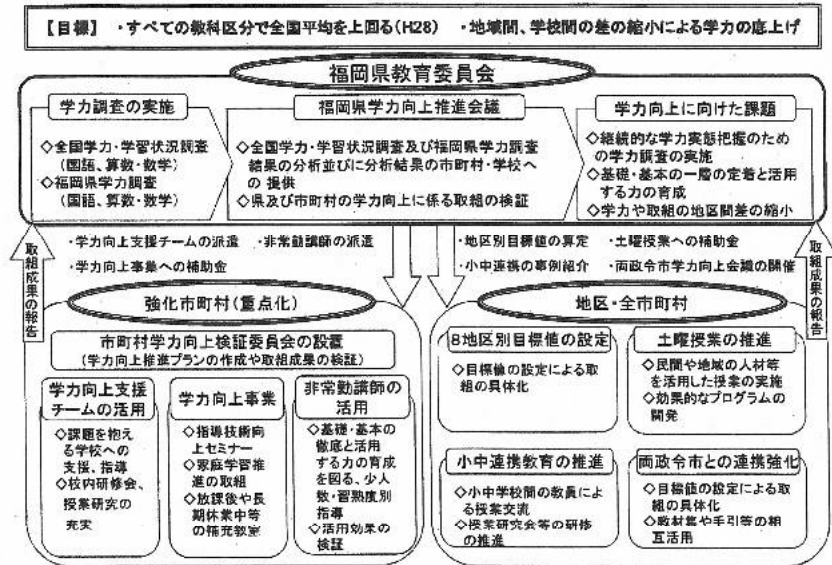 【目標】 ・すべての教科区分で全国平均を上回る(H28) ・地域間、学校間の差の縮小による学力の底上げ
福岡県教育委員会
学力調査の実施
◇全国学力・学習状況調査
(国語、算数・数学)
◇福岡県学力調査
(国語、算数・数学)
福岡県学力向上推進会議
◇全国学力・学習状況調査及び福岡県学力調査
結果の分析並びに分析結果の市町村・学校へ
の 提供
◇県及び市町村の学力向上に係る取組の検証
学力向上に向けた課題
◇継続的な学力実態把握のため
の学力調査の実施
◇基礎・基本の一層の定着と活用
する力の育成
◇学力や取組の地区間差の縮小
取組成果の報告
・学力向上支援チームの派遣 ・非常勤講師の派遣
・学力向上事業への補助金
・地区別目標値の算定 ・土曜授業への補助金
・小中連携の事例紹介 ・両政令市学力向上会議の開催
取組成果の報告
強化市町村(重点化)
市町村学力向上検証委員会の設置
(学力向上推進プランの作成や取組成果の検証)
学力向上支援
チームの活用
◇課題を抱え
る学校への
支援、指導
◇校内研修会、
授業研究の
充実
学力向上事業
◇指導技術向
上セミナー
◇家庭学習推
進の取組
◇放課後や長
期休業中等
の補充教室
非常勤講師の
活用
◇基礎・基本の
徹底と活用
する力の育成
を図る、少人
数・習熟度別
指導
◇活用効果の
検証
地区・全市町村
8地区別目標値の設定
◇目標値の設定による取
組の具体化
土曜授業の推進
◇民間や地域の人材等
を活用した授業の実施
◇効果的なプログラムの
開発
小中連携教育の推進
◇小中学校間の教員によ
る授業交流
◇授業研究会等の研修
の推進
両政令市との連携強化
◇目標値の設定による取
組の具体化
◇教材集や手引等の相
互活用